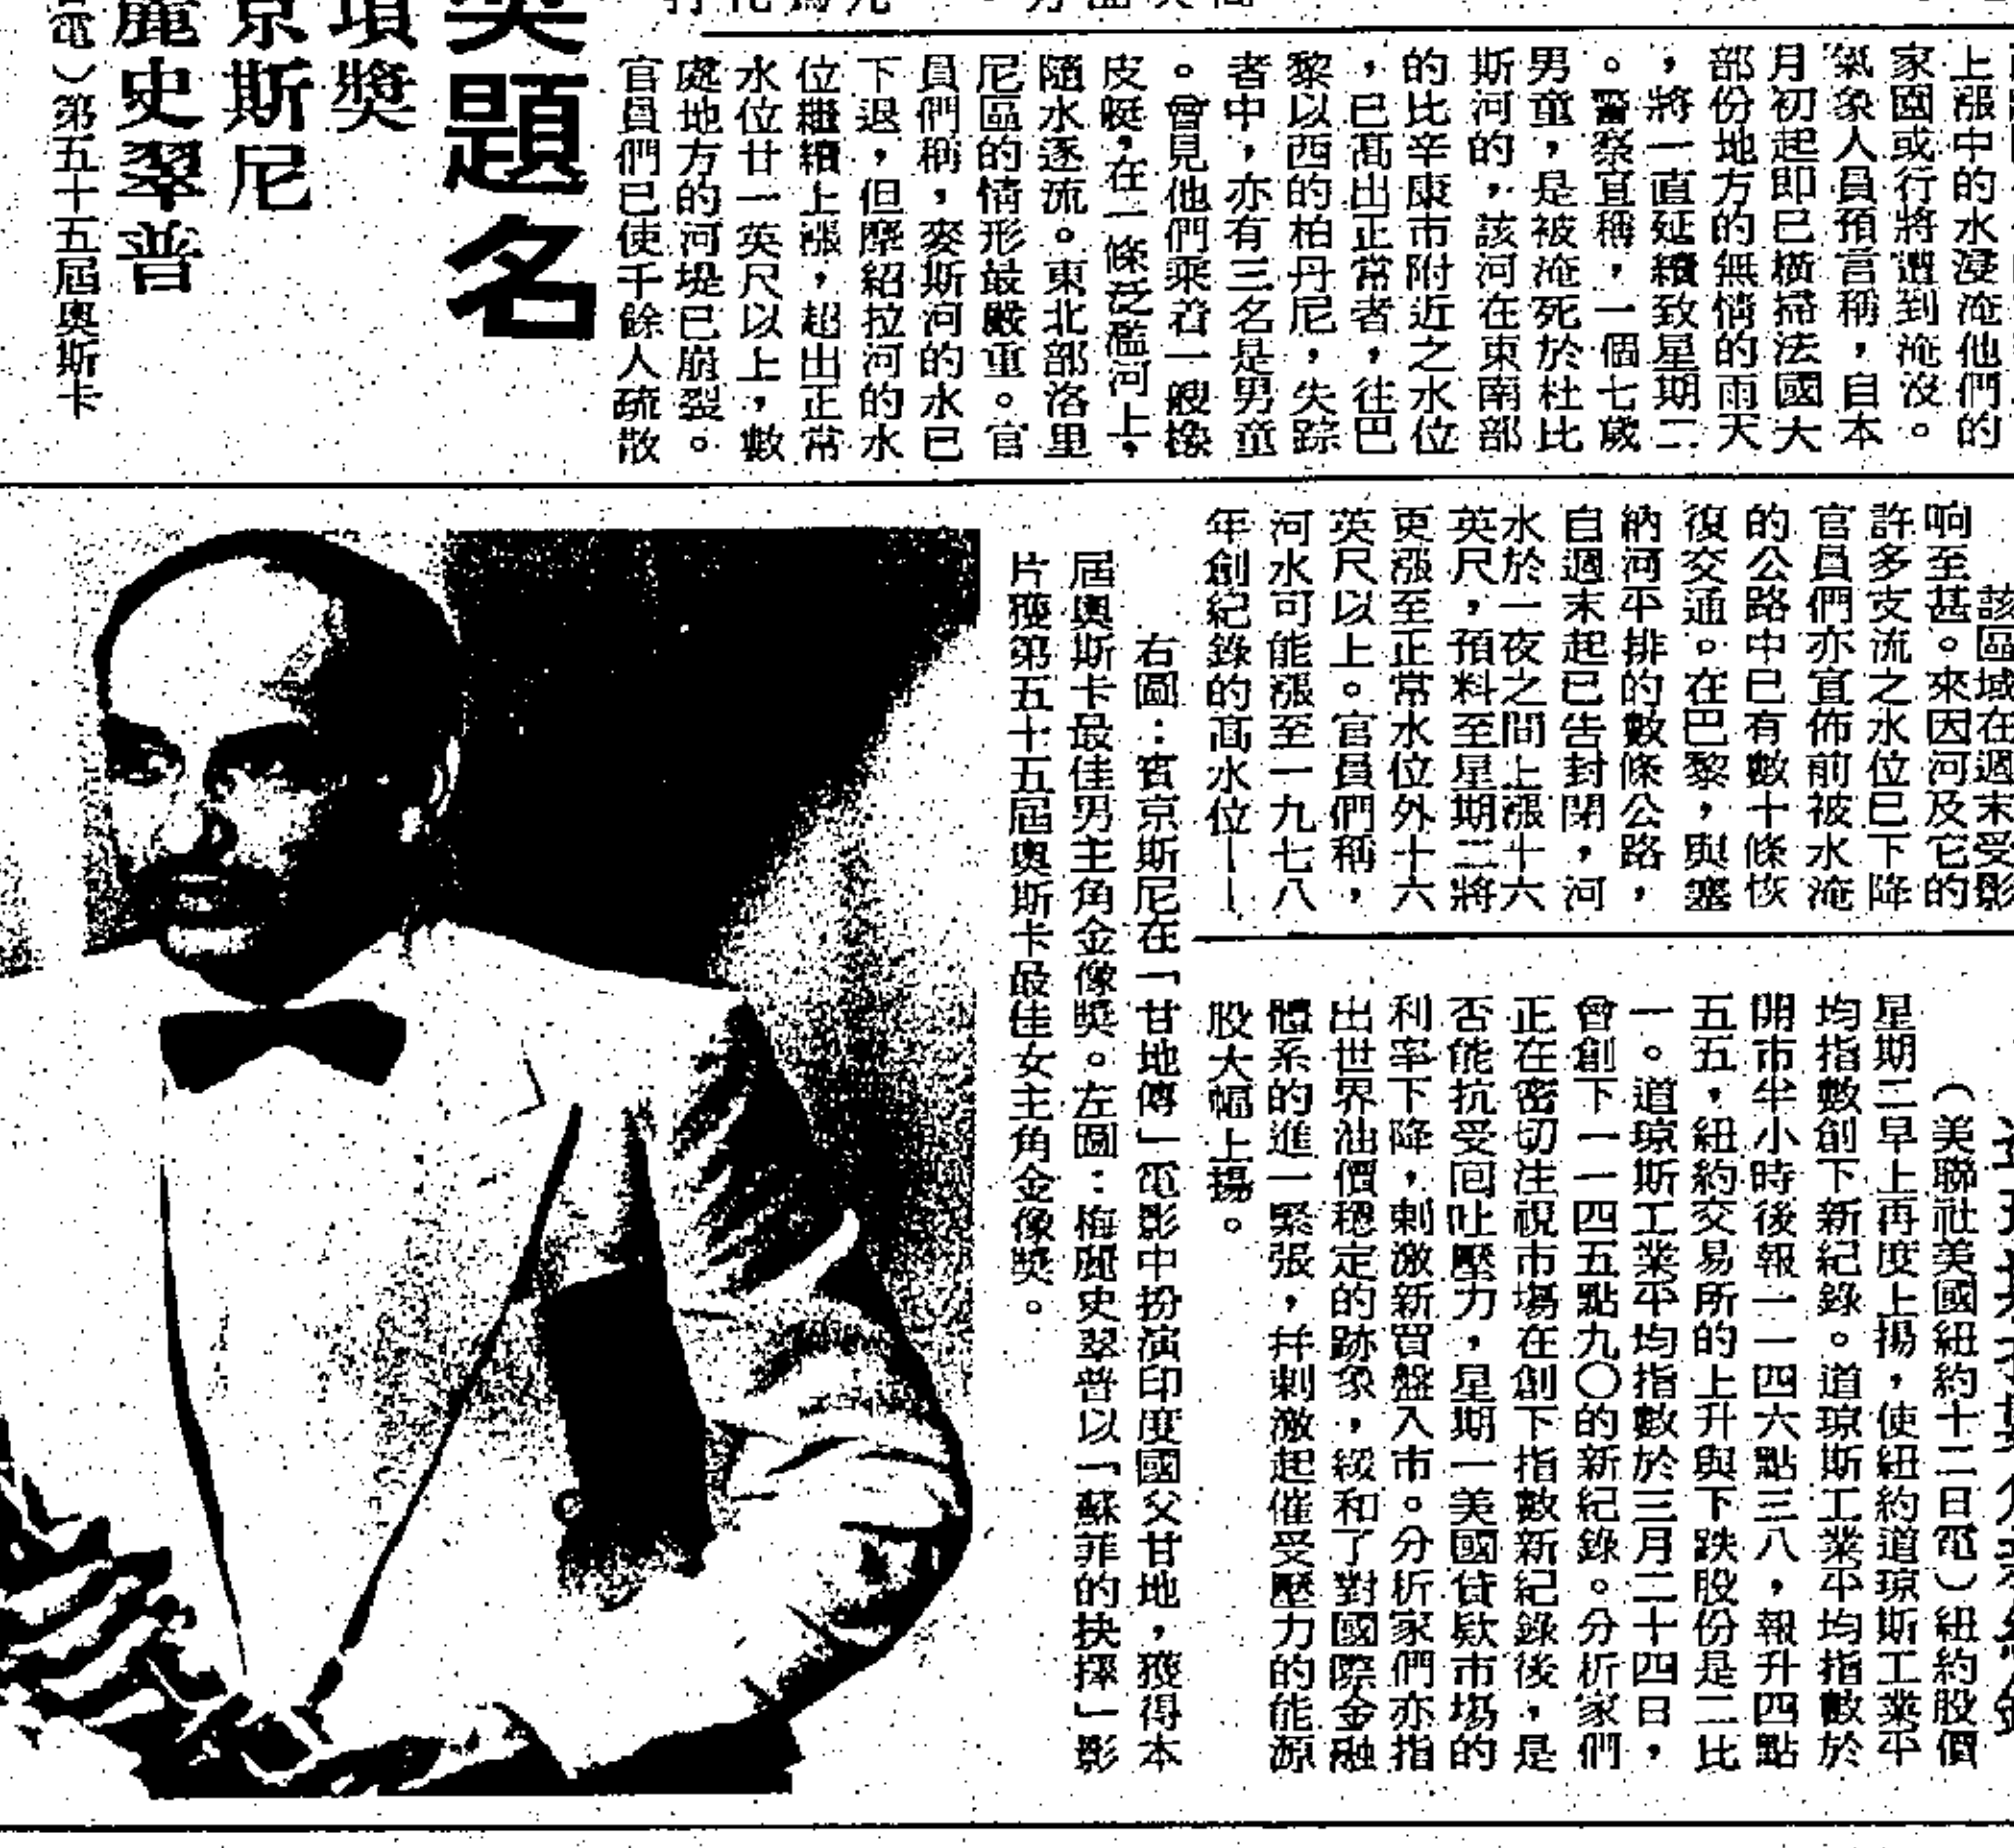 上漲中的水浸淹他們的
家園或行將遭到淹沒。
氣象人員預言稱，自本
月初起即已橫掃法國大
部份地方的無情的雨天
，將一直延續致星期二
。警察宣稱，一個七歲
男童，是被淹死於杜比
斯河的，該河在東南部
的比辛康市附近之水位
，已高出正常者，往巴
黎以西的柏丹尼，失踪
者中，亦有三名是男童
。曾見他們乘着一艘橡
皮艇，在一條泛濫河上，
隨水逐流。東北部洛里
尼區的情形最嚴重。官
員們稱，麥斯河的水已
下退，但摩紹拉河的水
位繼續上漲，超出正常
水位廿一英尺以上，數
處地方的河堤已崩裂。
官員們已使千餘人疏散
該區域在週末受影
响至甚。來因河及它的
許多支流之水位已下降
官員們亦宣佈前被水淹
的公路中已有數十條恢
復交通。在巴黎，與塞
納河平排的數條公路，
自週末起已告封閉，河
水於一夜之間上漲十六
英尺，預料至星期二將
更漲至正常水位外十六
英尺以上。官員們稱，
河水可能漲至一九七八
年創紀錄的高水位——
題名
項獎
京斯尼
麗史翠普
電）第五十五屆奧斯卡
（美聯社美國紐約十二日電）紐約股價
星期二早上再度上揚，使紐約道琼斯工業平
均指數創下新紀錄。道琼斯工業平均指數於
開市半小時後報一一四六點三八，報升四點
五五，紐約交易所的上升與下跌股份是二比
一。道琼斯工業平均指數於三月二十四日，
曾創下一一四五點九〇的新紀錄。分析家們
正在密切注視市場在創下指數新紀錄後，是
否能抗受回吐壓力，星期一美國貸欵市場的
利率下降，刺激新買盤入市。分析家們亦指
出世界油價穩定的跡象，緩和了對國際金融
體系的進一緊張，幷刺激起催受壓力的能源
股大幅上揚。
右圖：賓京斯尼在「甘地傳」電影中扮演印度國父甘地，獲得本
屆奧斯卡最佳男主角金像獎。左圖：梅麗史翠普以「蘇菲的抉擇」影
片獲第五十五屆奧斯卡最佳女主角金像獎。